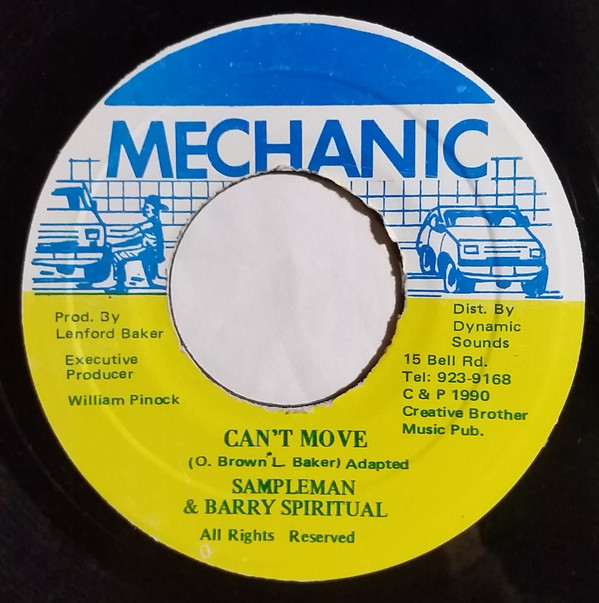 MECHANIC
Prod. By
Lenford Baker
Executive
Producer
William Pinock
Dist. By
Dynamic
Sounds
15 Bell Rd.
Tel: 923-9168
C & P 1990
Creative Brother
Music Pub.
CAN'T MOVE
(O. Brown L. Baker) Adapted
SAMPLEMAN
& BARRY SPIRITUAL
All Rights Reserved